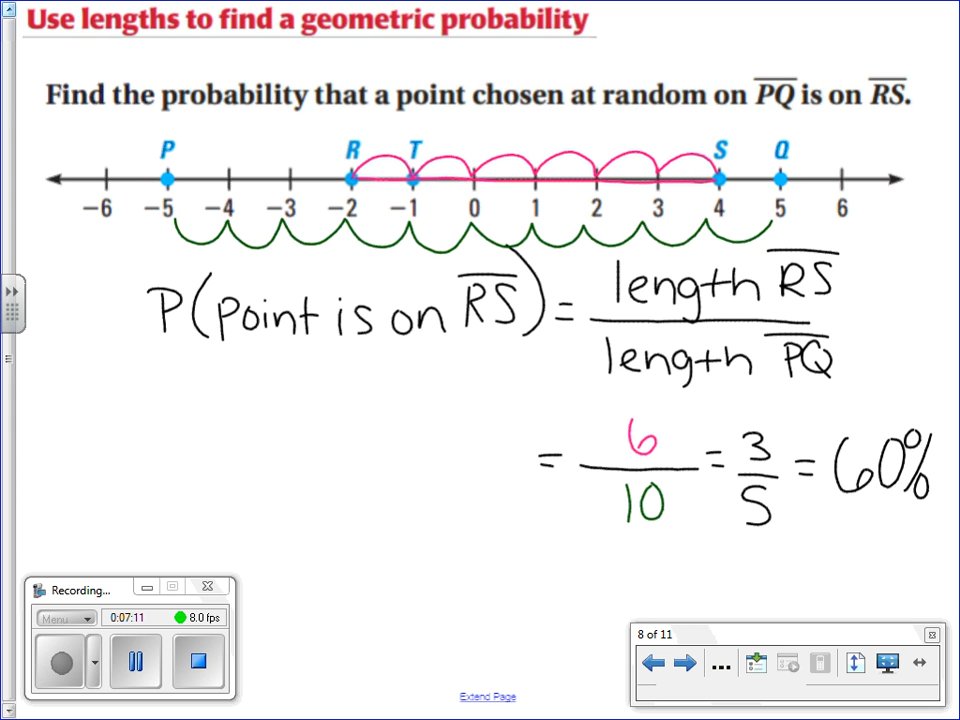 Use lengths to find a geometric probability
Find the probability that a point chosen at random on PQ is on RS.
P R T S Q
−6 −5 −4 −3 −2 −1 0 1 2 3 4 5 6
P(point is on RS) = length RS
length PQ
= 6 = 3 = 60%
10 5
Recording...
Menu 0:07:11 8.0 fps
8 of 11
...
Extend Page